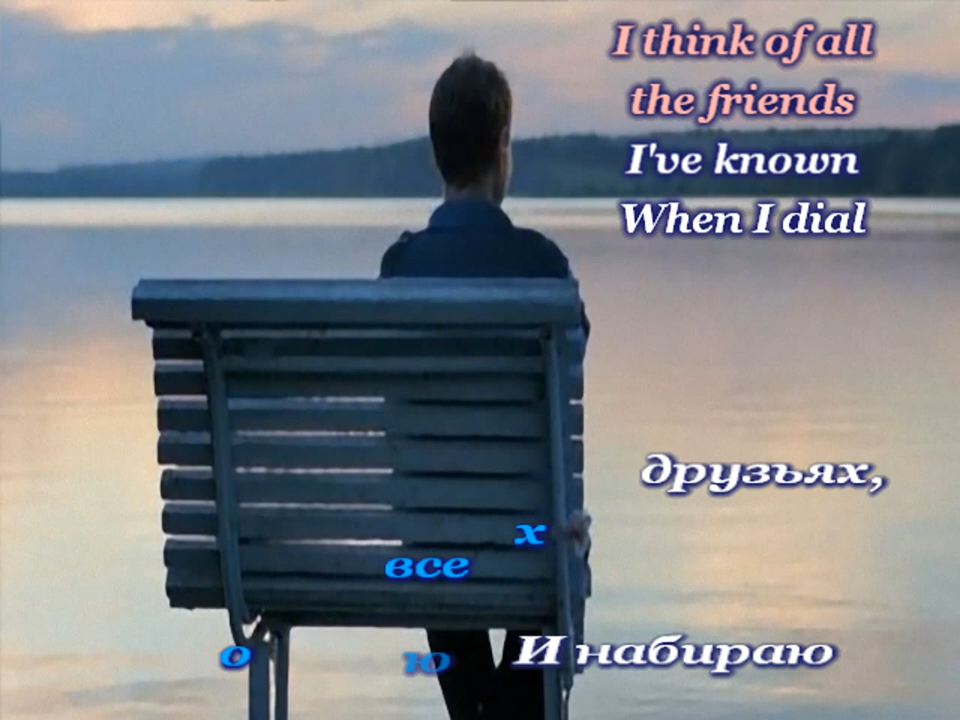 I think of all
the friends
I've known
When I dial
друзьях,
х
все
о
ю
И набираю